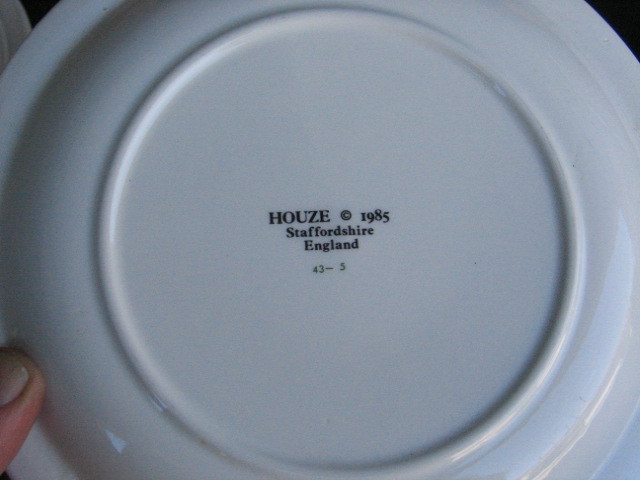 HOUZE © 1985
Staffordshire
England
43- 5